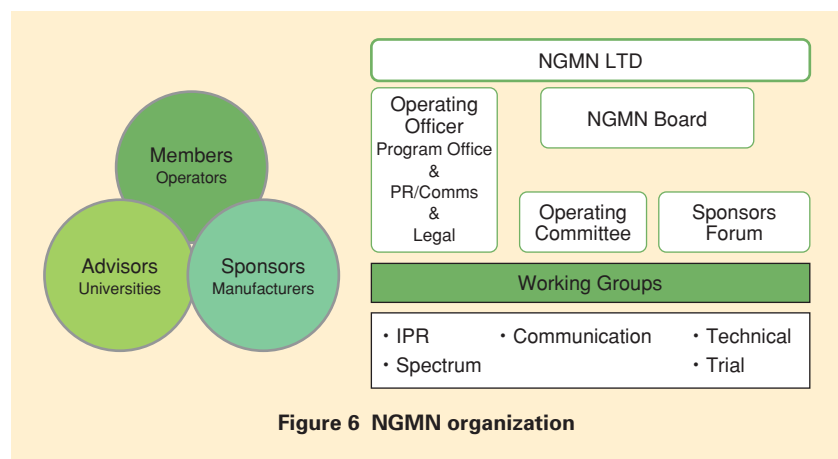 Members
Operators
Advisors
Universities
Sponsors
Manufacturers
NGMN LTD
Operating
Officer
Program Office
&
PR/Comms
&
Legal
NGMN Board
Operating
Committee
Sponsors
Forum
Working Groups
・IPR ・Communication ・Technical
・Spectrum ・Trial
Figure 6 NGMN organization